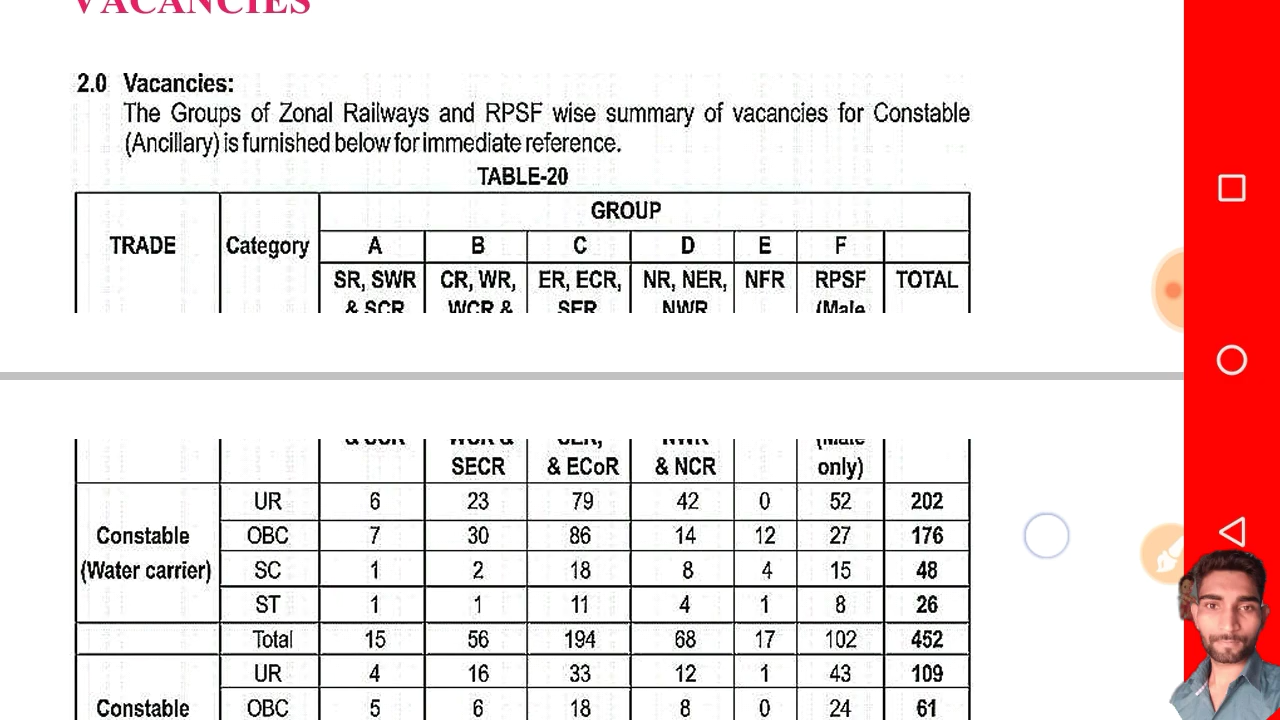 VACANCIES
2.0 Vacancies:
The Groups of Zonal Railways and RPSF wise summary of vacancies for Constable
(Ancillary) is furnished below for immediate reference.
TABLE-20
GROUP
TRADE Category A B C D E F
SR, SWR CR, WR, ER, ECR, NR, NER, NFR RPSF TOTAL
& SCR WCR & SER, NWR (Male
SECR & ECoR & NCR only)
UR 6 23 79 42 0 52 202
Constable OBC 7 30 86 14 12 27 176
(Water carrier) SC 1 2 18 8 4 15 48
ST 1 1 11 4 1 8 26
Total 15 56 194 68 17 102 452
UR 4 16 33 12 1 43 109
Constable OBC 5 6 18 8 0 24 61